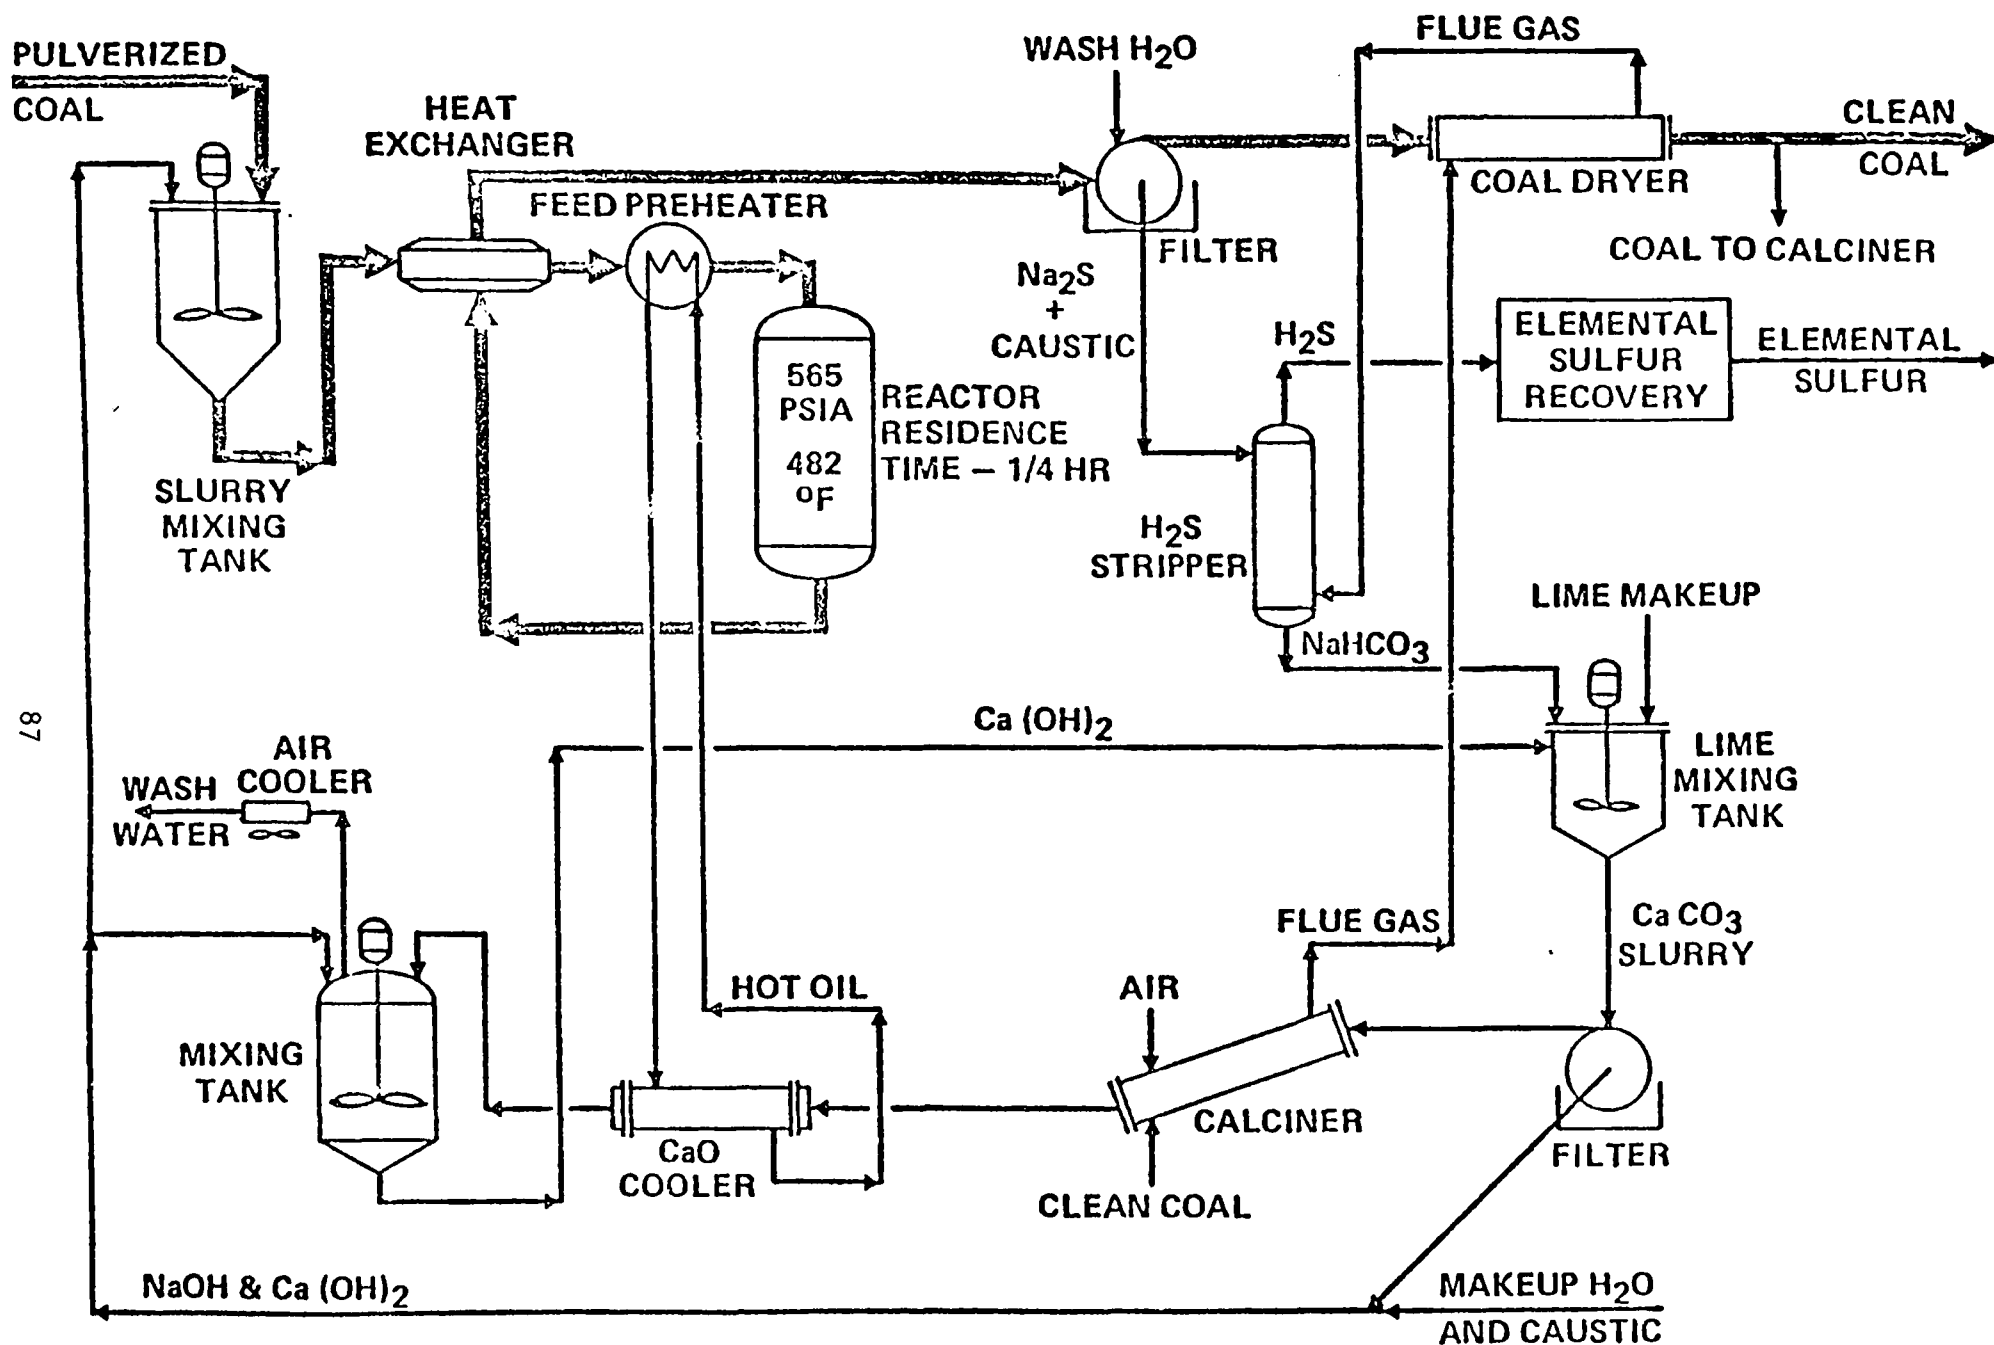 PULVERIZED
COAL
HEAT
EXCHANGER
FEED PREHEATER
WASH H2O
FLUE GAS
CLEAN
COAL
COAL DRYER
COAL TO CALCINER
FILTER
Na2S
+
CAUSTIC
H2S
ELEMENTAL
SULFUR
RECOVERY
ELEMENTAL
SULFUR
565
PSIA
482
ºF
REACTOR
RESIDENCE
TIME – 1/4 HR
SLURRY
MIXING
TANK
H2S
STRIPPER
NaHCO3
LIME MAKEUP
LIME
MIXING
TANK
Ca (OH)2
87
AIR
COOLER
WASH
WATER
Ca CO3
SLURRY
FLUE GAS
AIR
HOT OIL
MIXING
TANK
CaO
COOLER
CALCINER
CLEAN COAL
FILTER
NaOH & Ca (OH)2
MAKEUP H2O
AND CAUSTIC